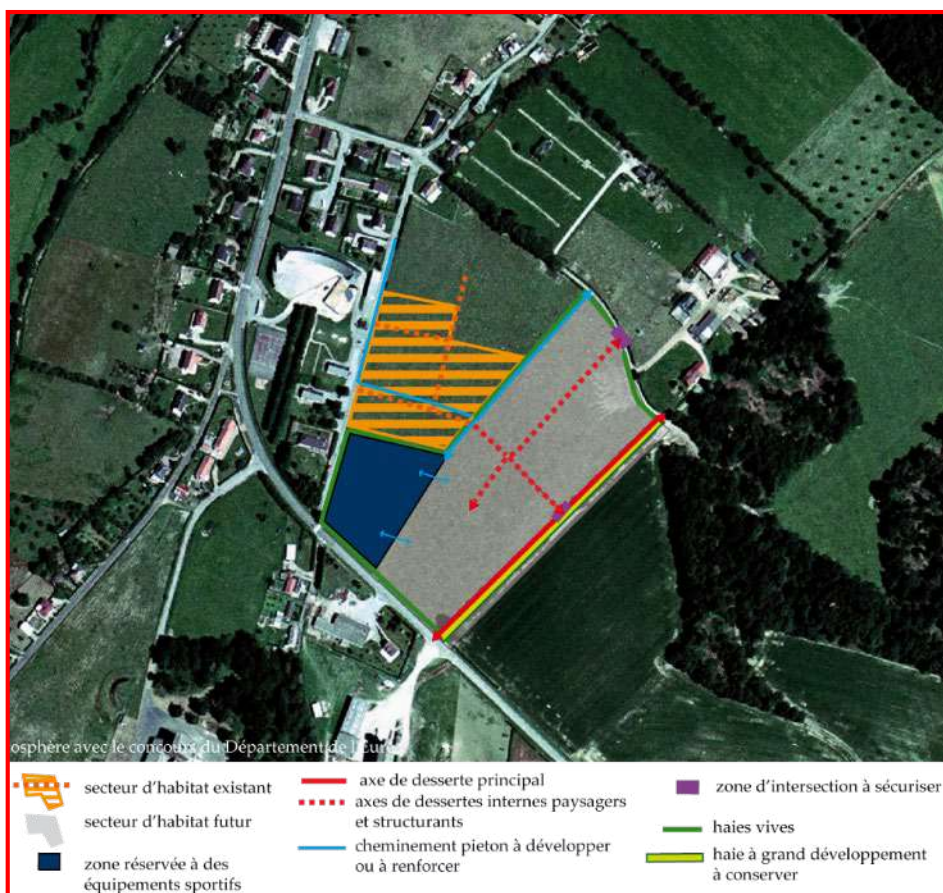 osphère avec le concours du Département de l'Eure
secteur d'habitat existant
secteur d'habitat futur
zone réservée à des
équipements sportifs
axe de desserte principal
axes de dessertes internes paysagers
et structurants
cheminement pieton à développer
ou à renforcer
zone d'intersection à sécuriser
haies vives
haie à grand développement
à conserver